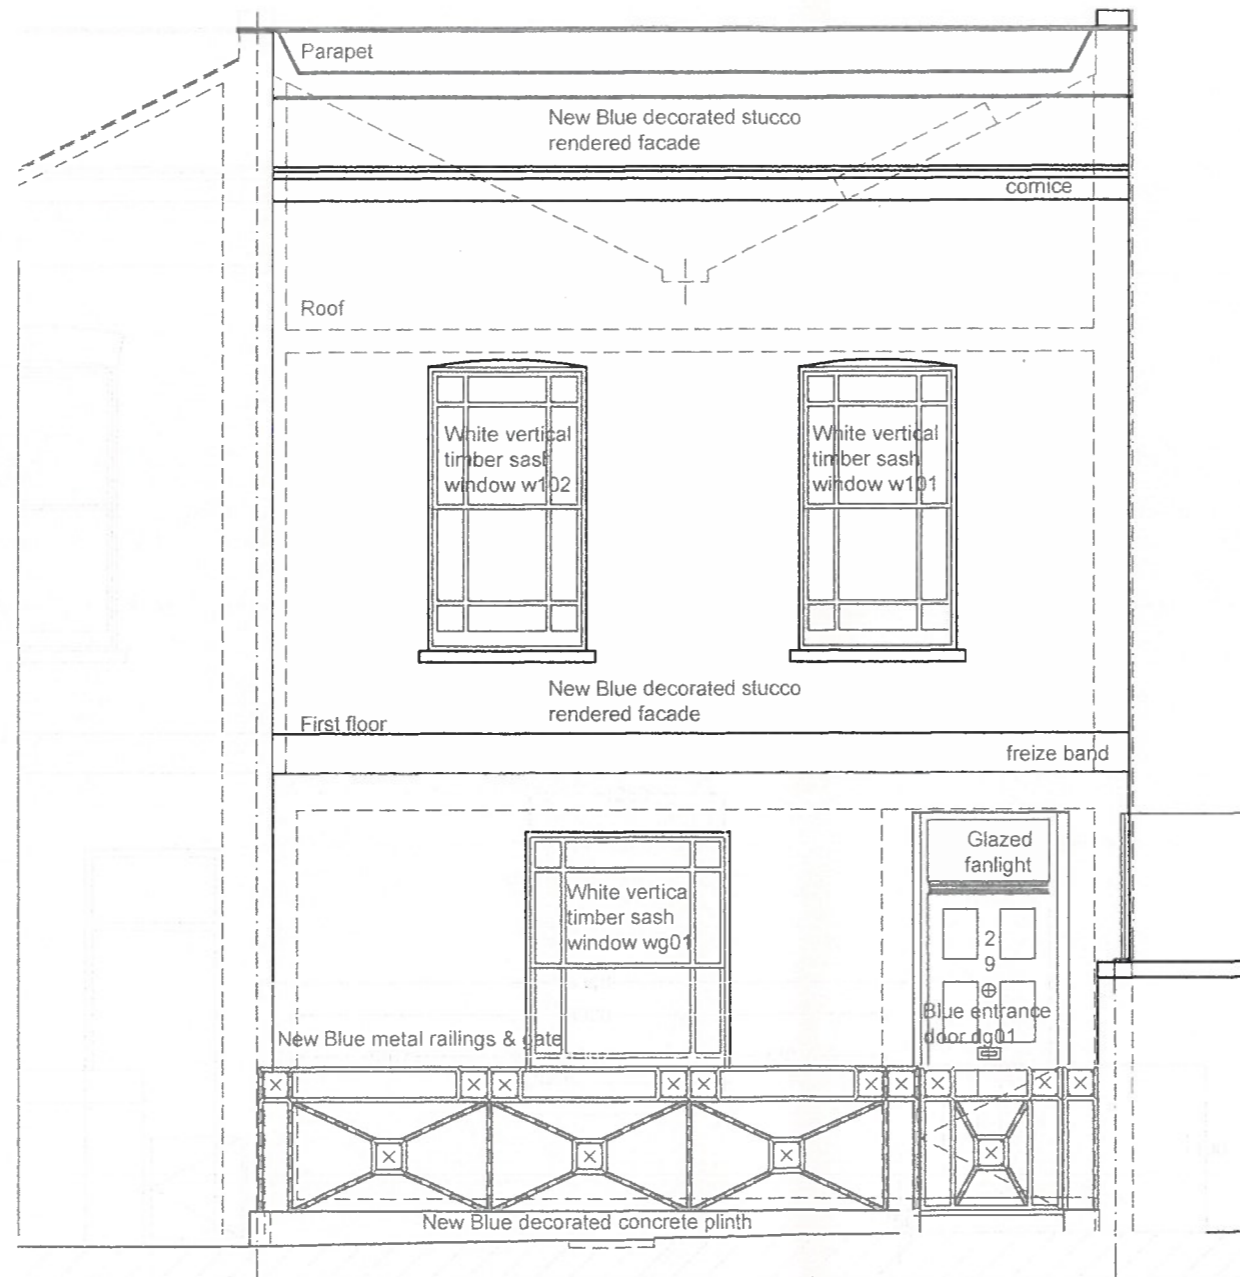 Parapet
New Blue decorated stucco
rendered facade
cornice
Roof
White vertical
timber sash
window w102
White vertical
timber sash
window w101
New Blue decorated stucco
rendered facade
First floor
freize band
Glazed
fanlight
White vertica
timber sash
window wg01
2
9
Blue entrance
door dg01
New Blue metal railings & gate
New Blue decorated concrete plinth